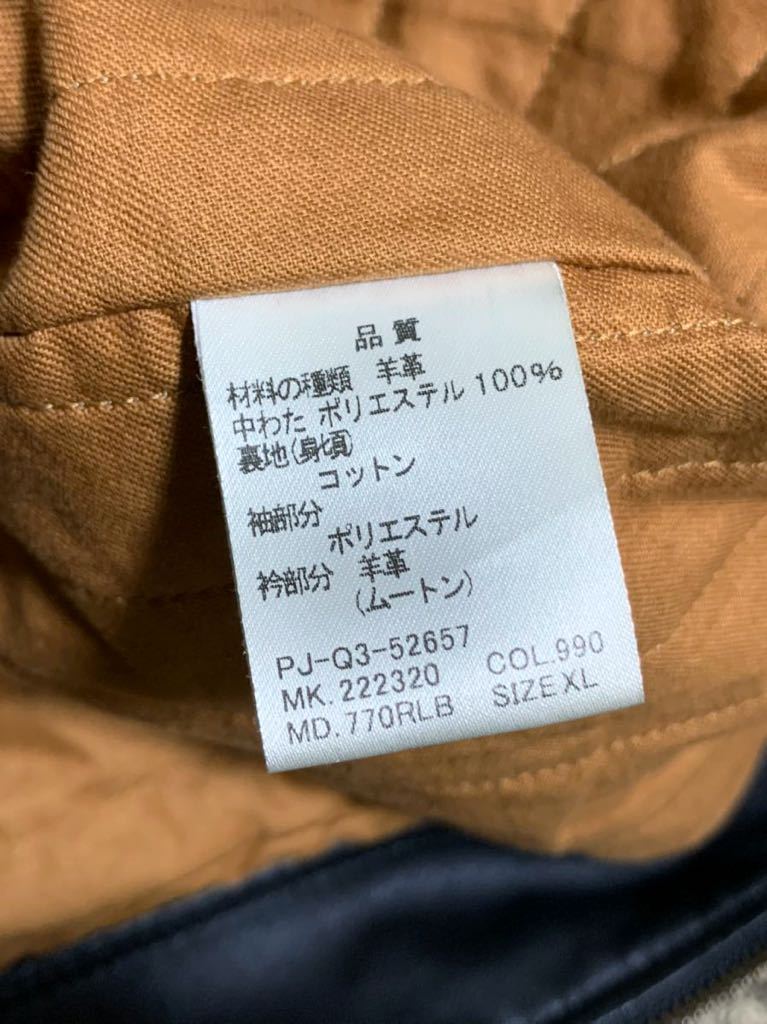 品質
材料の種類 羊革
中わた ポリエステル 100%
裏地(身頃)
コットン
袖部分
ポリエステル
衿部分 羊革
(ムートン)
PJ-Q3-52657
MK. 222320 COL.990
MD. 770RLB SIZE XL